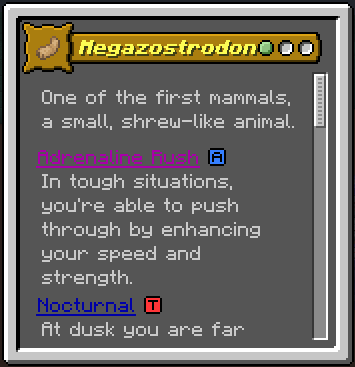 Megazostrodon
One of the first mammals,
a small, shrew-like animal.
Adrenaline Rush A
In tough situations,
you're able to push
through by enhancing
your speed and
strength.
Nocturnal T
At dusk you are far